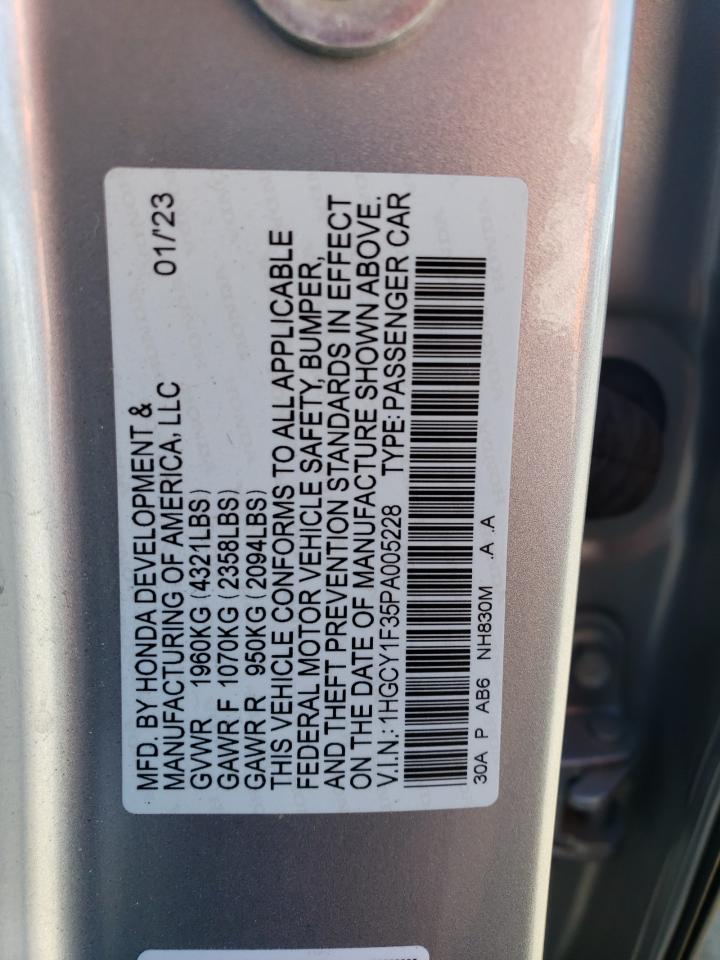 MFD. BY HONDA DEVELOPMENT & 01/'23
MANUFACTURING OF AMERICA, LLC
GVWR 1960KG (4321LBS)
GAWR F 1070KG (2358LBS)
GAWR R 950KG (2094LBS)
THIS VEHICLE CONFORMS TO ALL APPLICABLE
FEDERAL MOTOR VEHICLE SAFETY, BUMPER,
AND THEFT PREVENTION STANDARDS IN EFFECT
ON THE DATE OF MANUFACTURE SHOWN ABOVE.
V.I.N.: 1HGCY1F35PA005228 TYPE: PASSENGER CAR
30A P AB6 NH830M .A .A